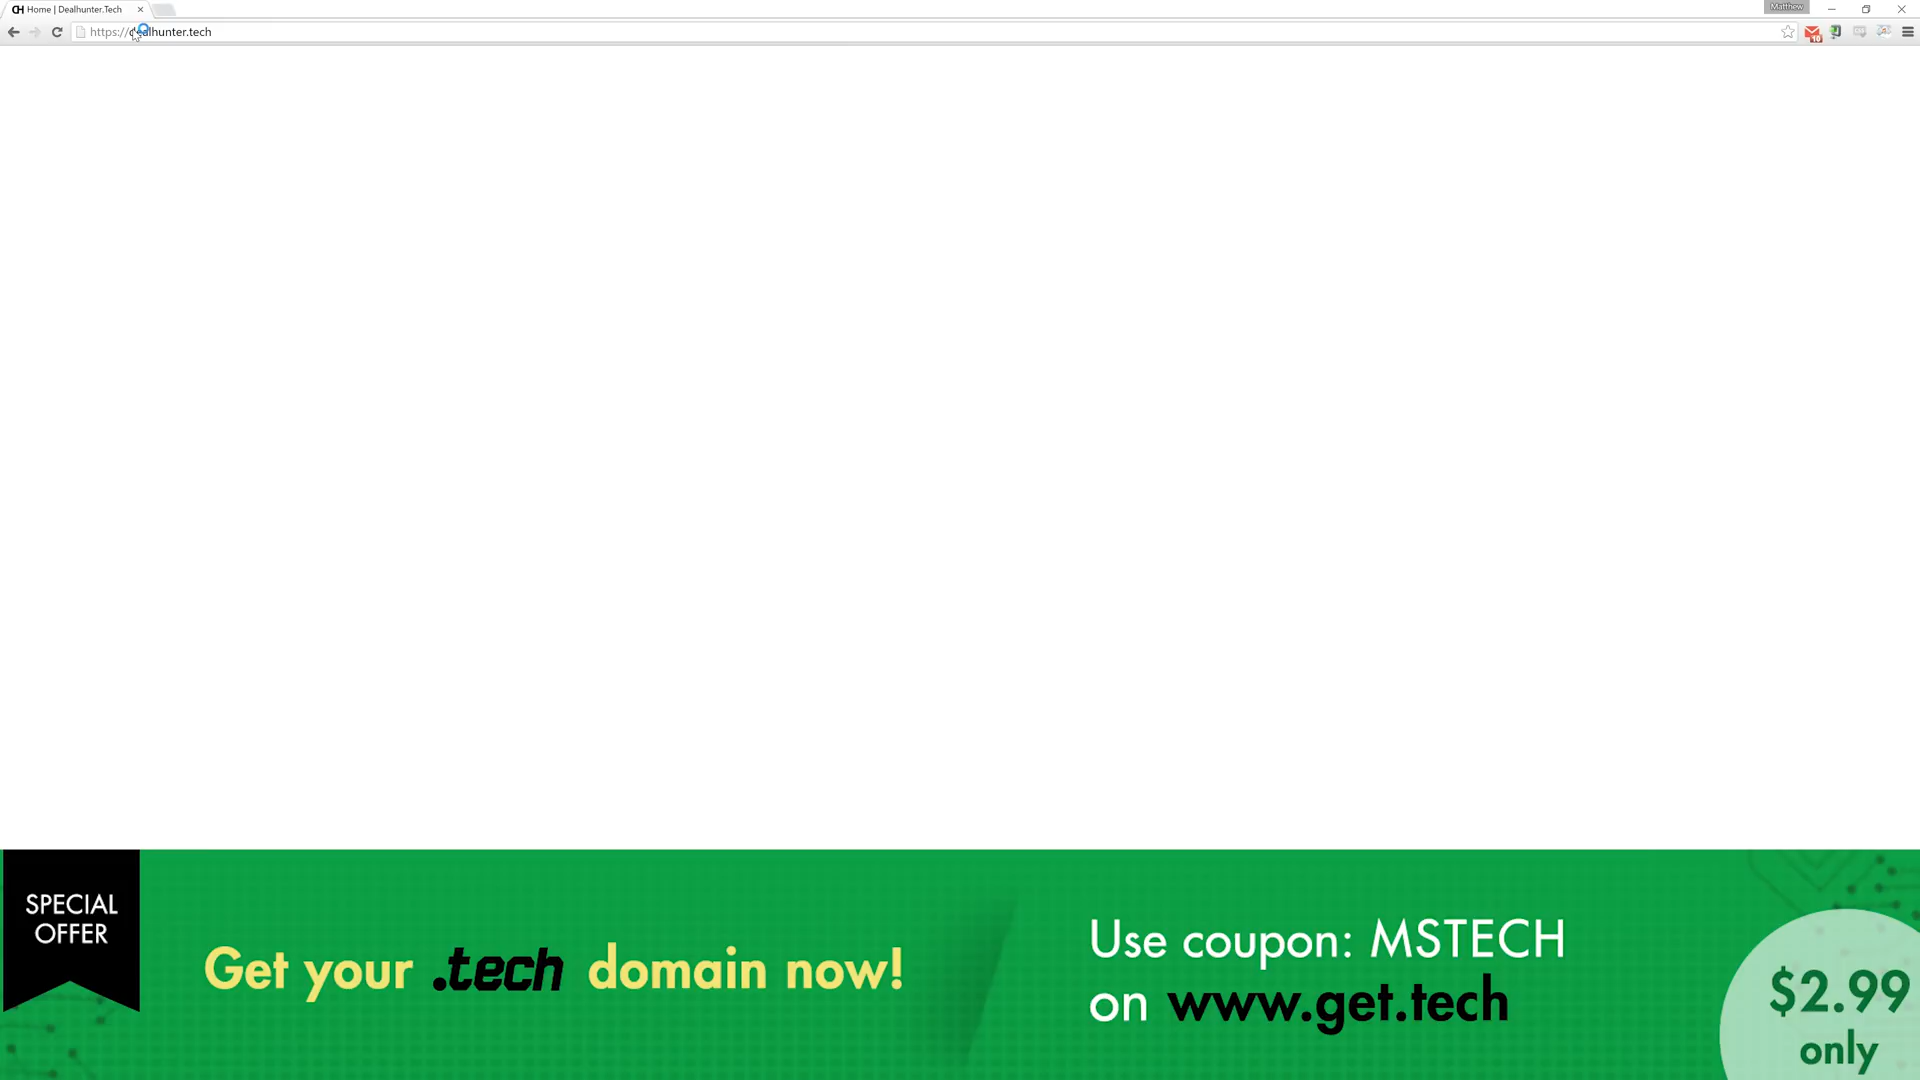 Home | Dealhunter.Tech
Matthew
https://dealhunter.tech
10
SPECIAL
OFFER
Get your .tech domain now!
Use coupon: MSTECH
on www.get.tech
$2.99
only